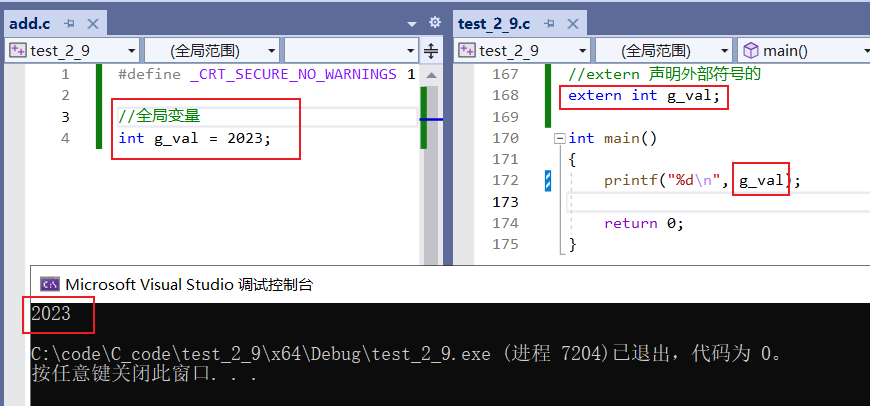 add.c
test_2_9
(全局范围)
1 #define _CRT_SECURE_NO_WARNINGS 1
2
3 //全局变量
4 int g_val = 2023;
test_2_9.c
test_2_9
(全局范围)
main()
167 //extern 声明外部符号的
168 extern int g_val;
169
170 int main()
171 {
172 printf("%d\n", g_val);
173
174 return 0;
175 }
Microsoft Visual Studio 调试控制台
2023
C:\code\C_code\test_2_9\x64\Debug\test_2_9.exe (进程 7204)已退出，代码为 0。
按任意键关闭此窗口. . .